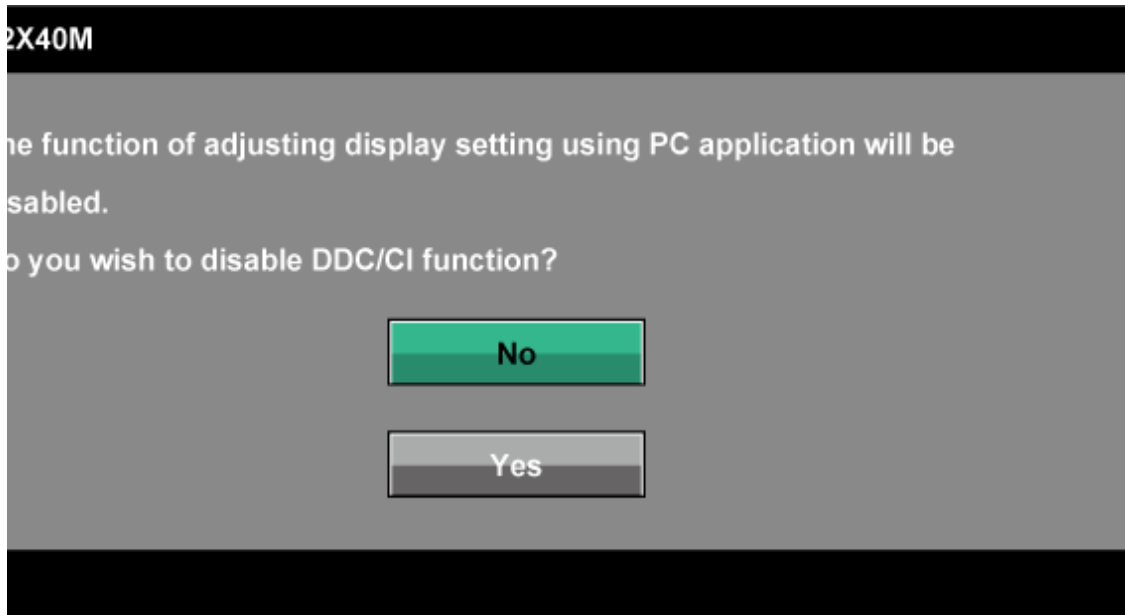 2X40M
he function of adjusting display setting using PC application will be
sabled.
o you wish to disable DDC/CI function?
No
Yes